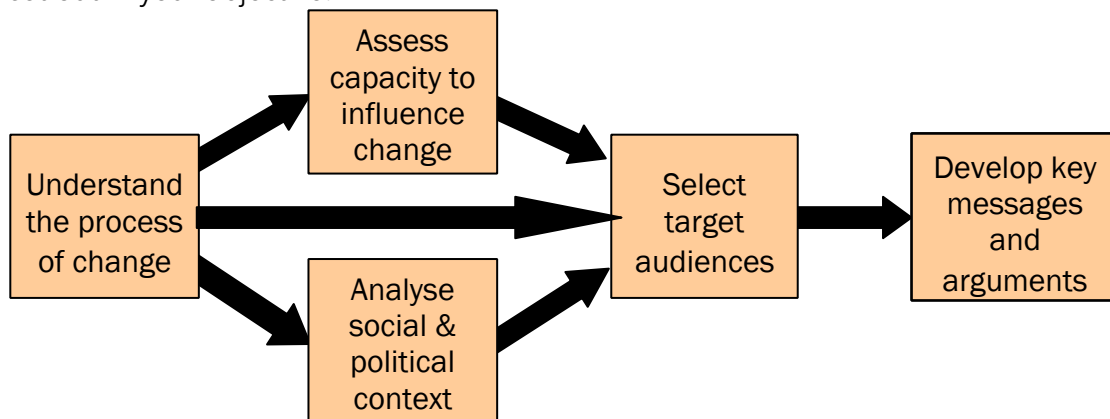 Assess
capacity to
influence
change
Understand
the process
of change
Select
target
audiences
Develop key
messages
and
arguments
Analyse
social &
political
context